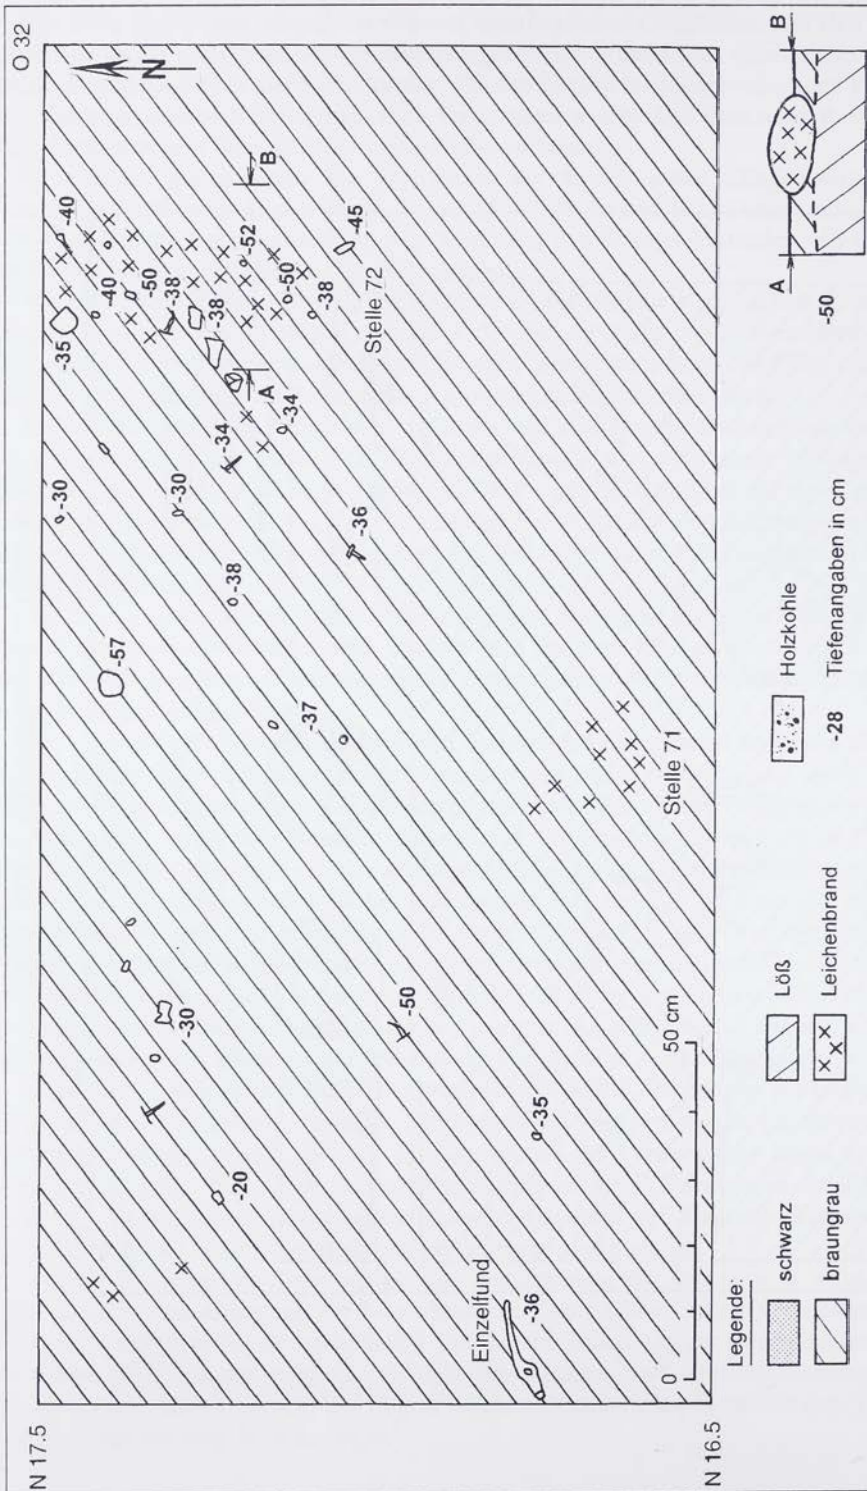 O 32
N 17.5
N
-35
-40
-40
-50
-38
-38
-52
-50
-38
-45
B
A
Stelle 72
-30
-30
-34
-34
-38
-36
-57
-37
Stelle 71
-30
-50
-20
-35
Einzelfund
-36
0
50 cm
N 16.5
Legende:
schwarz
braungrau
Löß
Leichenbrand
Holzkohle
-28 Tiefenangaben in cm
A
B
-50